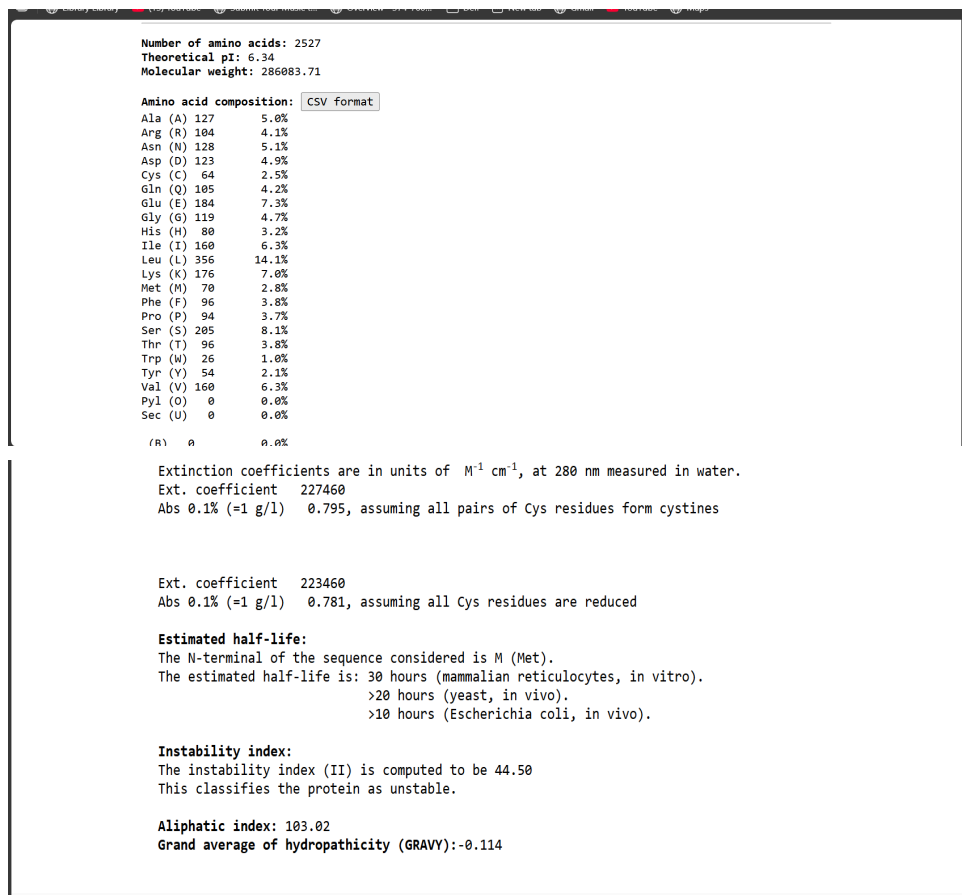 Number of amino acids: 2527
Theoretical pI: 6.34
Molecular weight: 286083.71
Amino acid composition: CSV format
Ala (A) 127 5.0%
Arg (R) 104 4.1%
Asn (N) 128 5.1%
Asp (D) 123 4.9%
Cys (C) 64 2.5%
Gln (Q) 105 4.2%
Glu (E) 184 7.3%
Gly (G) 119 4.7%
His (H) 80 3.2%
Ile (I) 160 6.3%
Leu (L) 356 14.1%
Lys (K) 176 7.0%
Met (M) 70 2.8%
Phe (F) 96 3.8%
Pro (P) 94 3.7%
Ser (S) 205 8.1%
Thr (T) 96 3.8%
Trp (W) 26 1.0%
Tyr (Y) 54 2.1%
Val (V) 160 6.3%
Pyl (O) 0 0.0%
Sec (U) 0 0.0%
(B) 0 0.0%
Extinction coefficients are in units of M⁻¹ cm⁻¹, at 280 nm measured in water.
Ext. coefficient 227460
Abs 0.1% (=1 g/l) 0.795, assuming all pairs of Cys residues form cystines
Ext. coefficient 223460
Abs 0.1% (=1 g/l) 0.781, assuming all Cys residues are reduced
Estimated half-life:
The N-terminal of the sequence considered is M (Met).
The estimated half-life is: 30 hours (mammalian reticulocytes, in vitro).
>20 hours (yeast, in vivo).
>10 hours (Escherichia coli, in vivo).
Instability index:
The instability index (II) is computed to be 44.50
This classifies the protein as unstable.
Aliphatic index: 103.02
Grand average of hydropathicity (GRAVY):-0.114